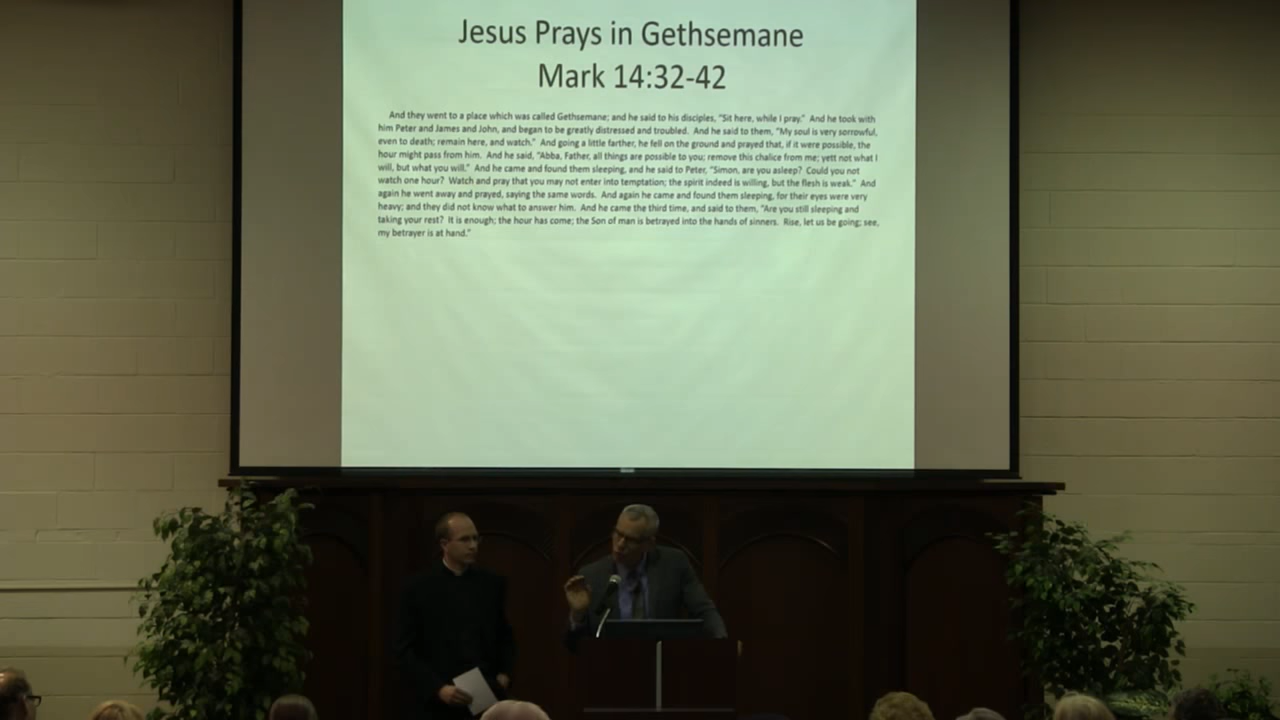 Jesus Prays in Gethsemane
Mark 14:32-42
And they went to a place which was called Gethsemane; and he said to his disciples, "Sit here, while I pray." And he took with
him Peter and James and John, and began to be greatly distressed and troubled. And he said to them, "My soul is very sorrowful,
even to death; remain here, and watch." And going a little farther, he fell on the ground and prayed that, if it were possible, the
hour might pass from him. And he said, "Abba, Father, all things are possible to you; remove this chalice from me; yett not what I
will, but what you will." And he came and found them sleeping, and he said to Peter, "Simon, are you asleep? Could you not
watch one hour? Watch and pray that you may not enter into temptation; the spirit indeed is willing, but the flesh is weak." And
again he went away and prayed, saying the same words. And again he came and found them sleeping, for their eyes were very
heavy; and they did not know what to answer him. And he came the third time, and said to them, "Are you still sleeping and
taking your rest? It is enough; the hour has come; the Son of man is betrayed into the hands of sinners. Rise, let us be going; see,
my betrayer is at hand."